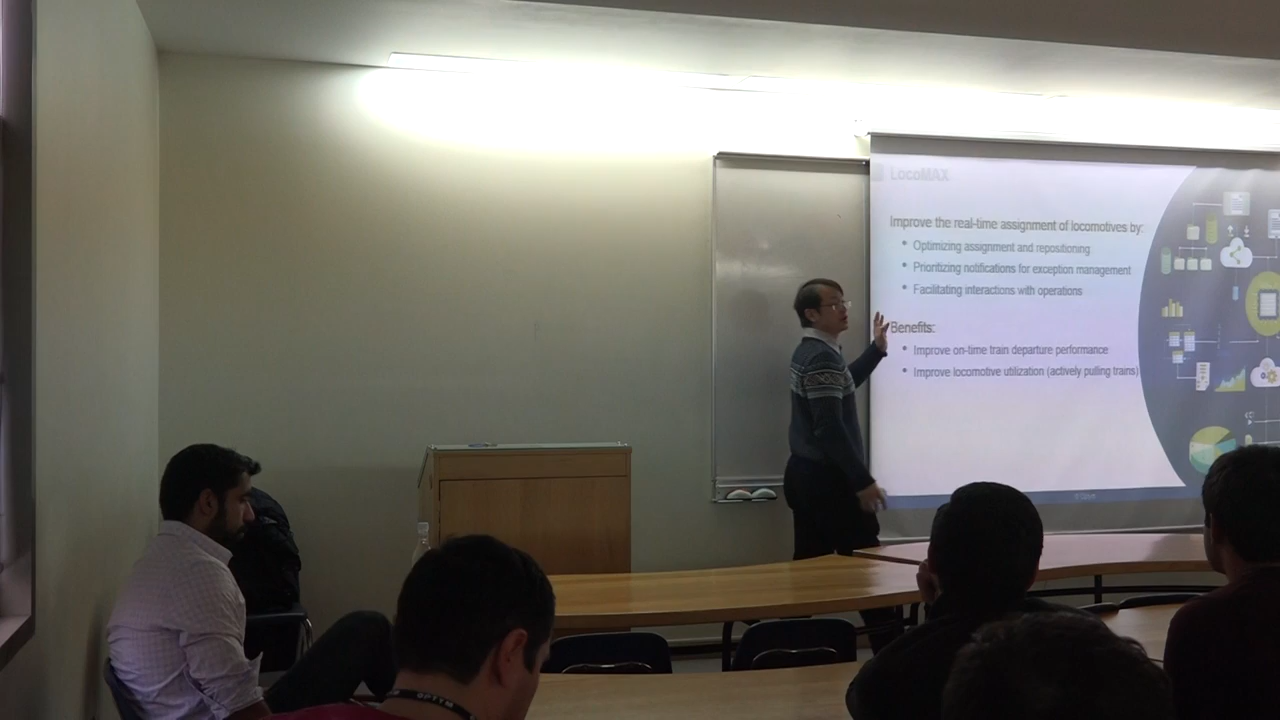 LocoMAX
Improve the real-time assignment of locomotives by:
• Optimizing assignment and repositioning
• Prioritizing notifications for exception management
• Facilitating interactions with operations
Benefits:
• Improve on-time train departure performance
• Improve locomotive utilization (actively pulling trains)
OPTYM